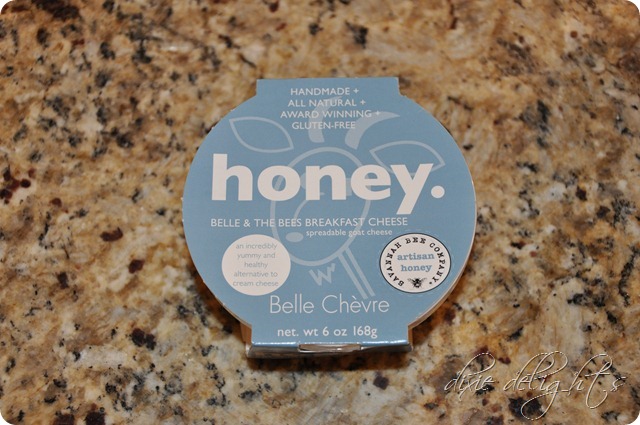 HANDMADE +
ALL NATURAL +
AWARD WINNING +
GLUTEN-FREE
honey.
BELLE & THE BEES BREAKFAST CHEESE
spreadable goat cheese
an incredibly
yummy and
healthy
alternative to
cream cheese
SAVANNAH BEE COMPANY
artisan
honey
Belle Chèvre
net. wt 6 oz 168g
dixie delights